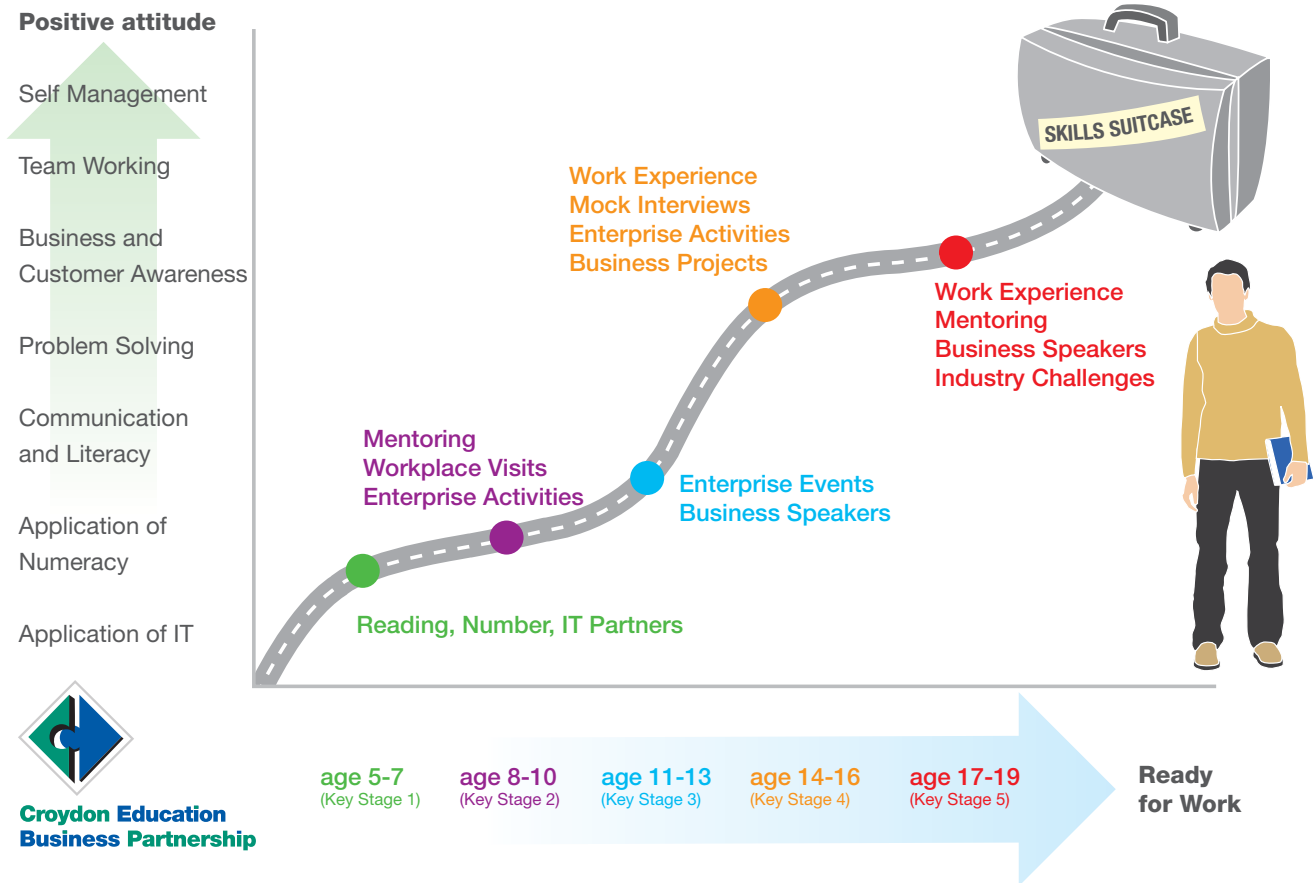 Positive attitude
Self Management
Team Working
Business and
Customer Awareness
Problem Solving
Communication
and Literacy
Application of
Numeracy
Application of IT
SKILLS SUITCASE
Work Experience
Mock Interviews
Enterprise Activities
Business Projects
Work Experience
Mentoring
Business Speakers
Industry Challenges
Mentoring
Workplace Visits
Enterprise Activities
Enterprise Events
Business Speakers
Reading, Number, IT Partners
age 5-7
(Key Stage 1)
age 8-10
(Key Stage 2)
age 11-13
(Key Stage 3)
age 14-16
(Key Stage 4)
age 17-19
(Key Stage 5)
Ready
for Work
Croydon Education
Business Partnership